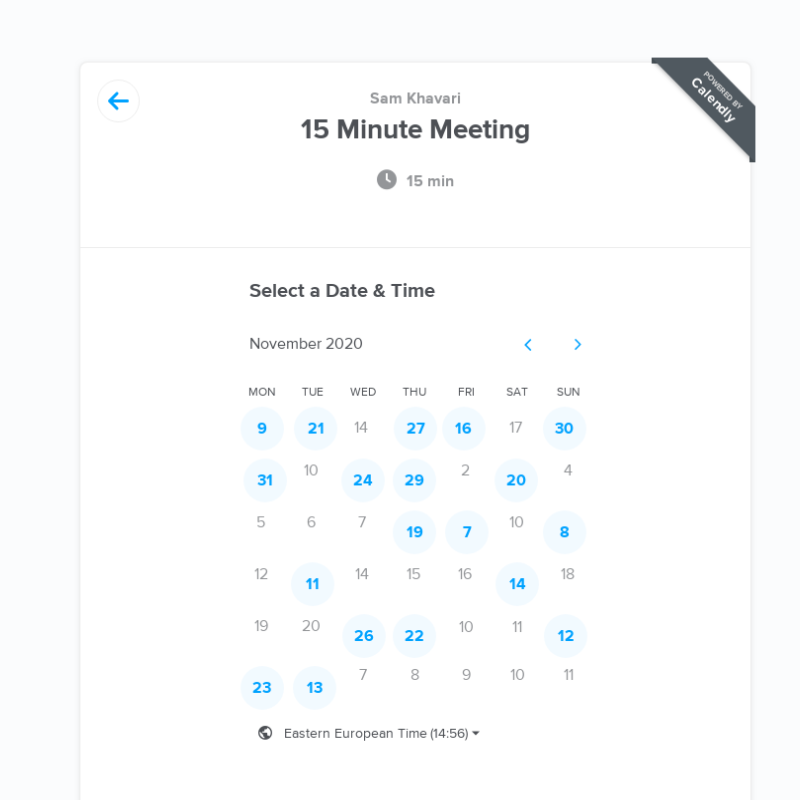 Sam Khavari
15 Minute Meeting
15 min
POWERED BY
Calendly
Select a Date & Time
November 2020
MON TUE WED THU FRI SAT SUN
9 21 14 27 16 17 30
31 10 24 29 2 20 4
5 6 7 19 7 10 8
12 11 14 15 16 14 18
19 20 26 22 10 11 12
23 13 7 8 9 10 11
Eastern European Time (14:56)